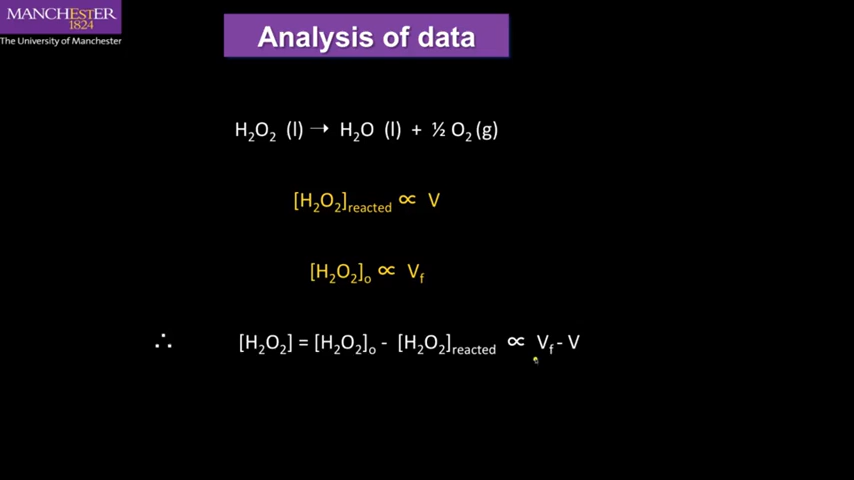 MANCHESTER
1824
The University of Manchester
Analysis of data
H₂O₂ (l) → H₂O (l) + ½ O₂ (g)
[H₂O₂]reacted ∝ V
[H₂O₂]o ∝ Vf
∴ [H₂O₂] = [H₂O₂]o - [H₂O₂]reacted ∝ Vf - V